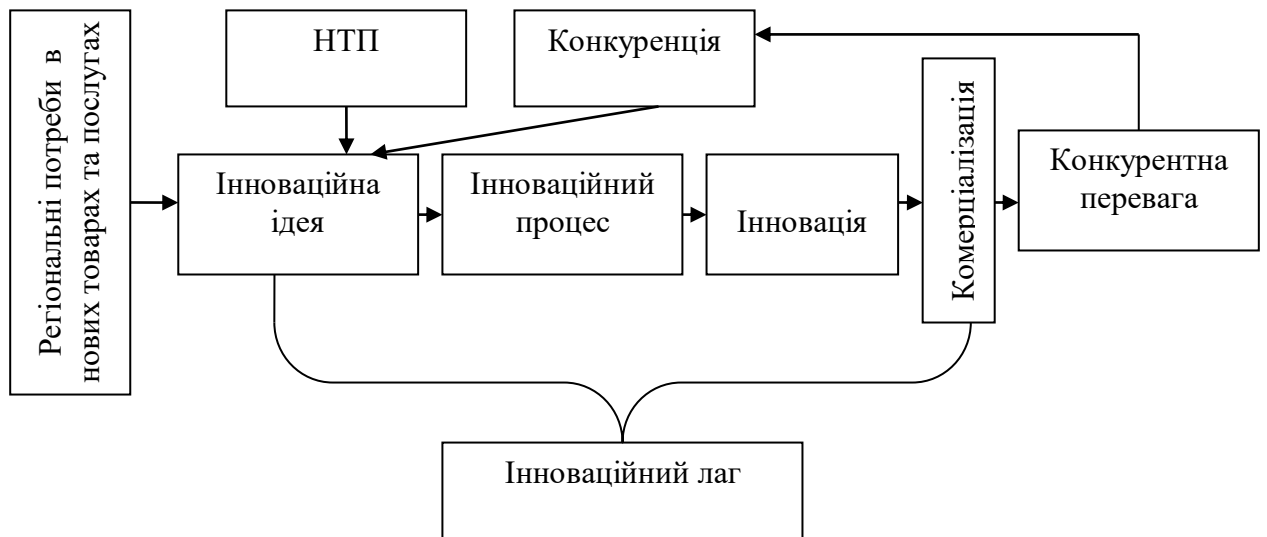 Регіональні потреби в
нових товарах та послугах
НТП
Конкуренція
Інноваційна
ідея
Інноваційний
процес
Інновація
Комерціалізація
Конкурентна
перевага
Інноваційний лаг